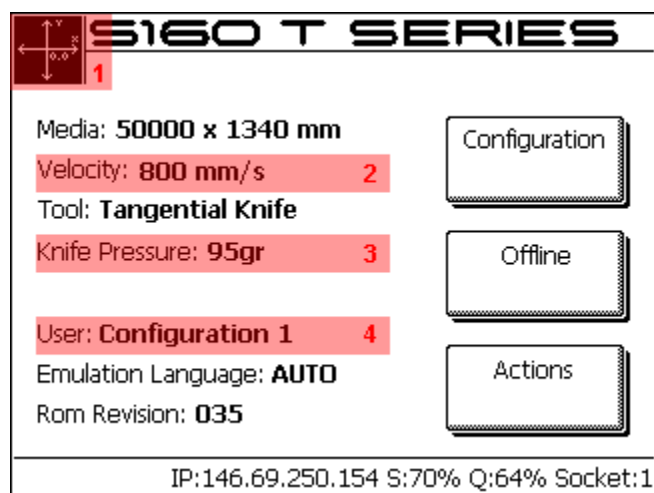 S160 T SERIES
Y
X
0.0
1
Media: 50000 x 1340 mm
Velocity: 800 mm/s 2
Tool: Tangential Knife
Knife Pressure: 95gr 3
User: Configuration 1 4
Emulation Language: AUTO
Rom Revision: 035
Configuration
Offline
Actions
IP:146.69.250.154 S:70% Q:64% Socket:1